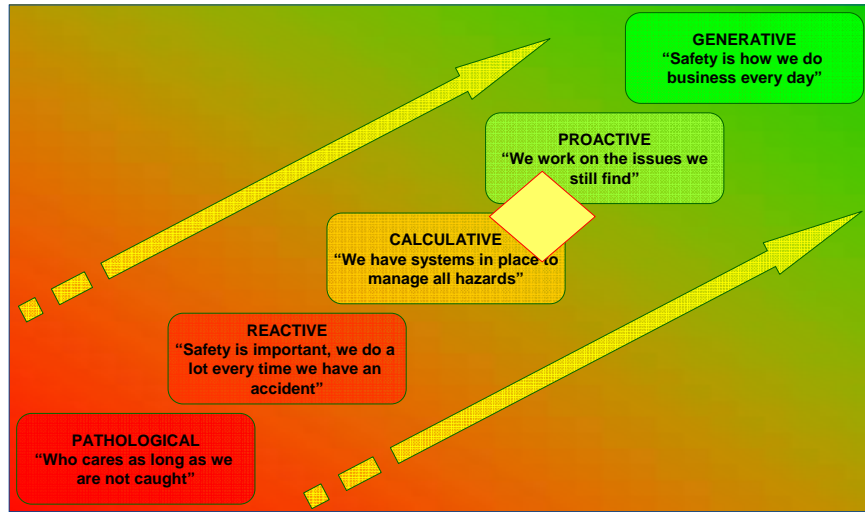 GENERATIVE
“Safety is how we do
business every day”
PROACTIVE
“We work on the issues we
still find”
CALCULATIVE
“We have systems in place to
manage all hazards”
REACTIVE
“Safety is important, we do a
lot every time we have an
accident”
PATHOLOGICAL
“Who cares as long as we
are not caught”